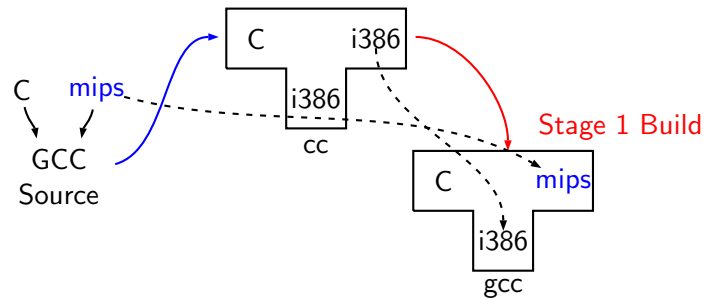 C i386
i386
cc
C mips
GCC
Source
Stage 1 Build
C mips
i386
gcc